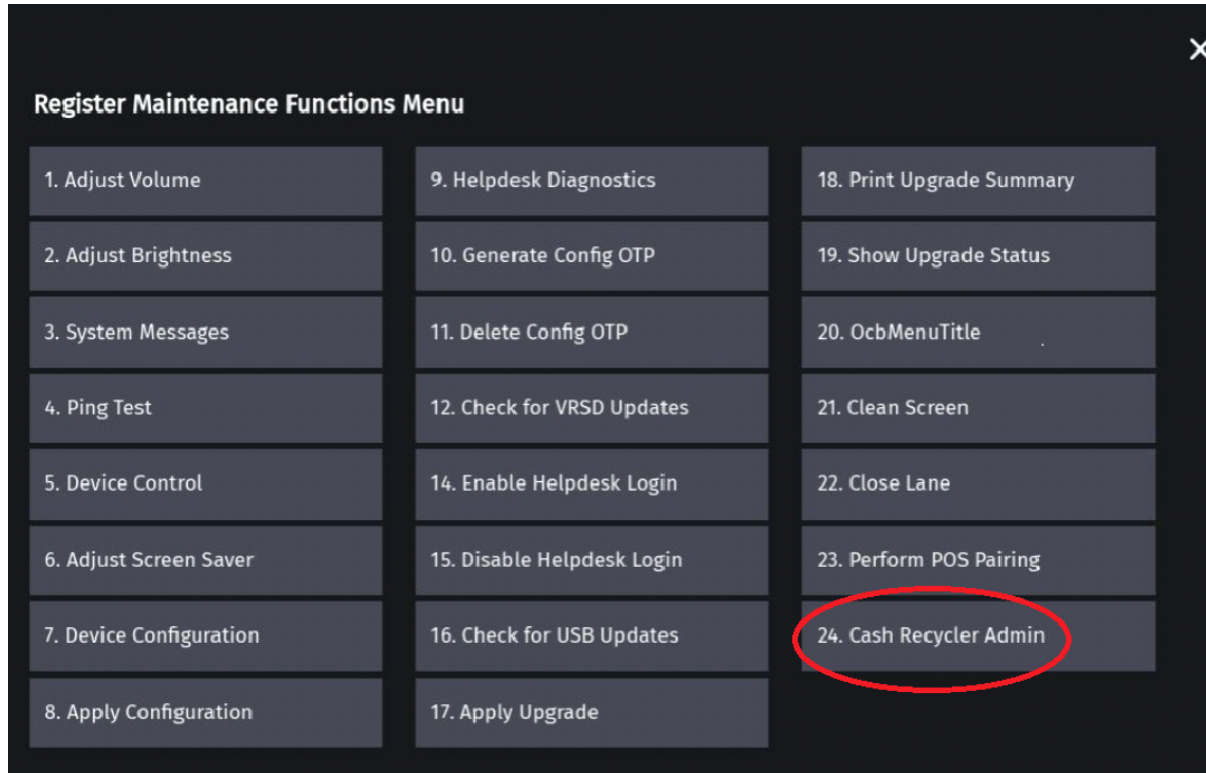 Register Maintenance Functions Menu
1. Adjust Volume
2. Adjust Brightness
3. System Messages
4. Ping Test
5. Device Control
6. Adjust Screen Saver
7. Device Configuration
8. Apply Configuration
9. Helpdesk Diagnostics
10. Generate Config OTP
11. Delete Config OTP
12. Check for VRSD Updates
14. Enable Helpdesk Login
15. Disable Helpdesk Login
16. Check for USB Updates
17. Apply Upgrade
18. Print Upgrade Summary
19. Show Upgrade Status
20. OcbMenuTitle
21. Clean Screen
22. Close Lane
23. Perform POS Pairing
24. Cash Recycler Admin